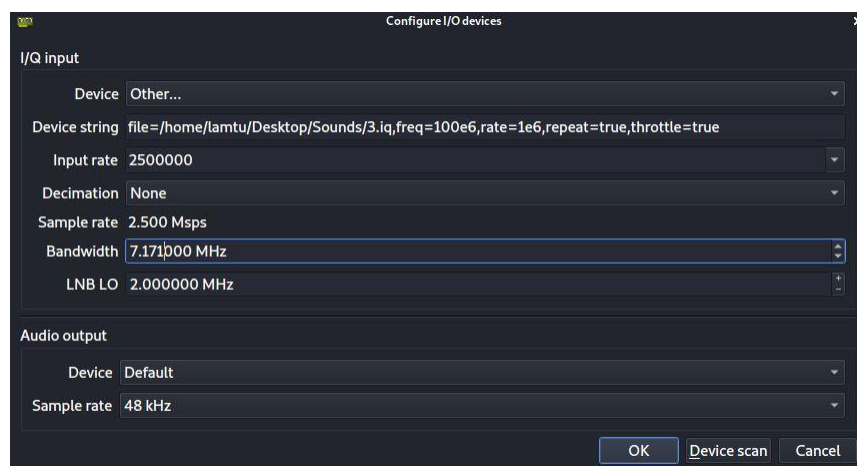 Configure I/O devices
I/Q input
Device Other...
Device string file=/home/lamtu/Desktop/Sounds/3.iq,freq=100e6,rate=1e6,repeat=true,throttle=true
Input rate 2500000
Decimation None
Sample rate 2.500 Msps
Bandwidth 7.171000 MHz
LNB LO 2.000000 MHz
Audio output
Device Default
Sample rate 48 kHz
OK Device scan Cancel